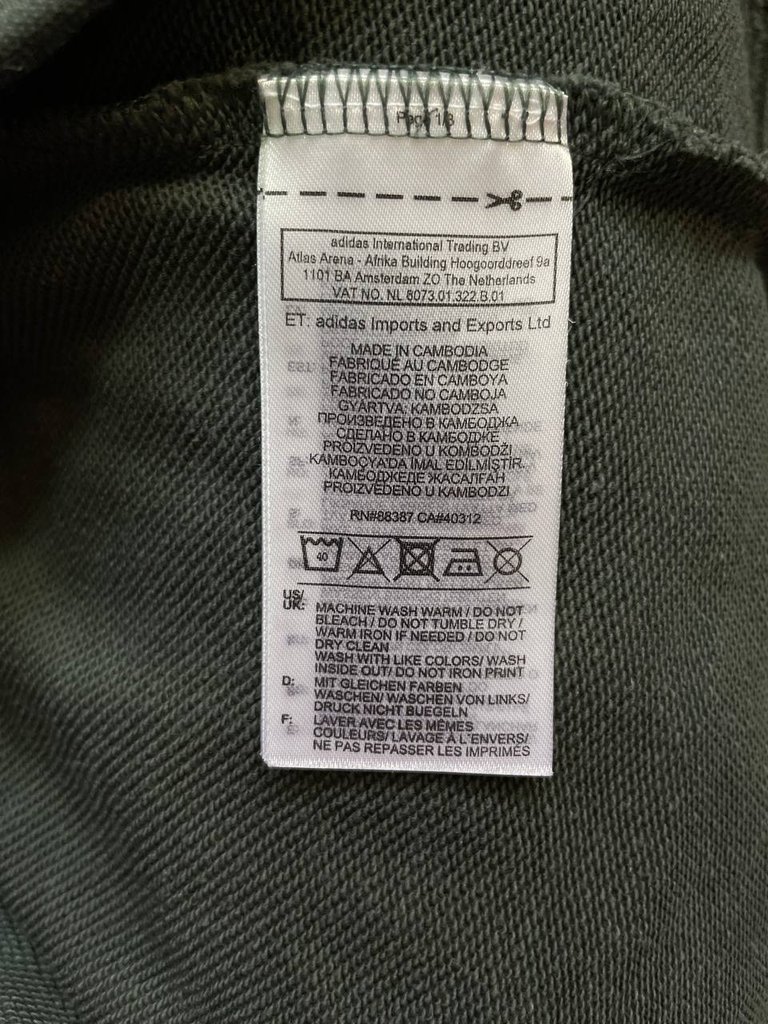 Page 1/3
adidas International Trading BV
Atlas Arena - Afrika Building Hoogoorddreef 9a
1101 BA Amsterdam ZO The Netherlands
VAT NO. NL 8073.01.322.B.01
ET: adidas Imports and Exports Ltd
MADE IN CAMBODIA
FABRIQUÉ AU CAMBODGE
FABRICADO EN CAMBOYA
FABRICADO NO CAMBOJA
GYÁRTVA: KAMBODZSA
ПРОИЗВЕДЕНО В КАМБОДЖА
СДЕЛАНО В КАМБОДЖЕ
PROIZVEDENO U KOMBODŽI
KAMBOÇYA'DA İMAL EDİLMİŞTİR.
КАМБОДЖЕДЕ ЖАСАЛҒАН
PROIZVEDENO U KAMBODZI
RN#88387 CA#40312
40
US/
UK: MACHINE WASH WARM / DO NOT
BLEACH / DO NOT TUMBLE DRY /
WARM IRON IF NEEDED / DO NOT
DRY CLEAN
WASH WITH LIKE COLORS/ WASH
INSIDE OUT/ DO NOT IRON PRINT
D: MIT GLEICHEN FARBEN
WASCHEN/ WASCHEN VON LINKS/
DRUCK NICHT BUEGELN
F: LAVER AVEC LES MÊMES
COULEURS/ LAVAGE À L'ENVERS/
NE PAS REPASSER LES IMPRIMÉS